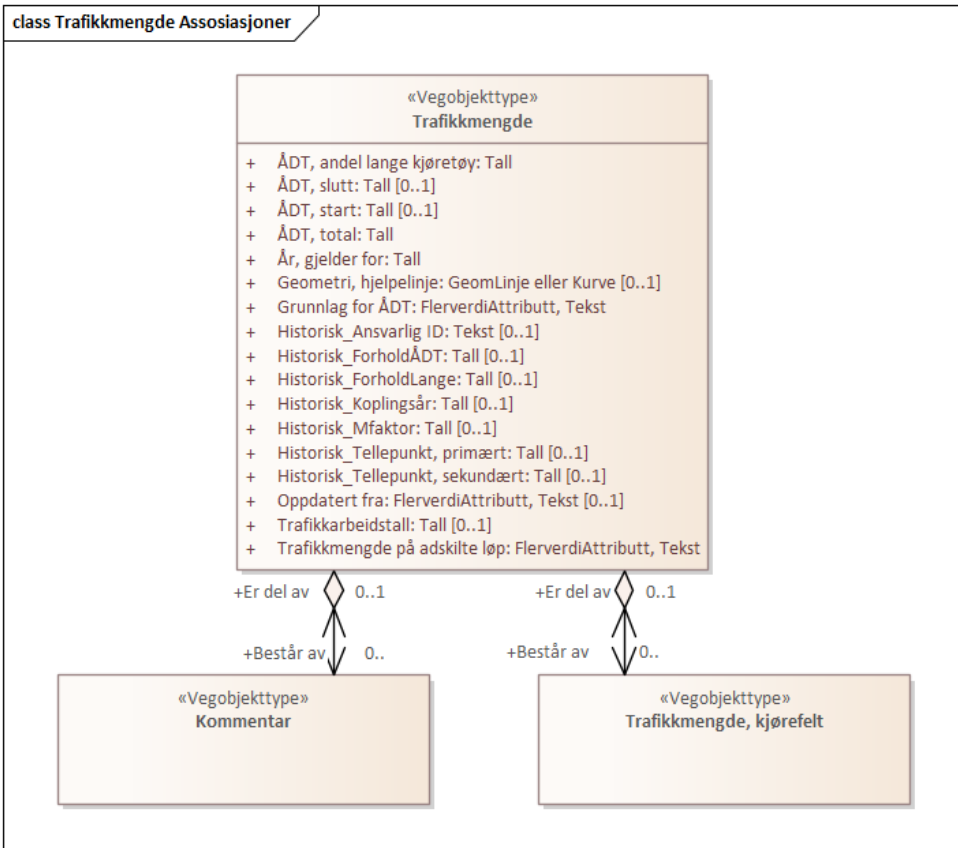 class Trafikkmengde Assosiasjoner
«Vegobjekttype»
Trafikkmengde
+ ÅDT, andel lange kjøretøy: Tall
+ ÅDT, slutt: Tall [0..1]
+ ÅDT, start: Tall [0..1]
+ ÅDT, total: Tall
+ År, gjelder for: Tall
+ Geometri, hjelpelinje: GeomLinje eller Kurve [0..1]
+ Grunnlag for ÅDT: FlerverdiAttributt, Tekst
+ Historisk_Ansvarlig ID: Tekst [0..1]
+ Historisk_ForholdÅDT: Tall [0..1]
+ Historisk_ForholdLange: Tall [0..1]
+ Historisk_Koplingsår: Tall [0..1]
+ Historisk_Mfaktor: Tall [0..1]
+ Historisk_Tellepunkt, primært: Tall [0..1]
+ Historisk_Tellepunkt, sekundært: Tall [0..1]
+ Oppdatert fra: FlerverdiAttributt, Tekst [0..1]
+ Trafikkarbeidstall: Tall [0..1]
+ Trafikkmengde på adskilte løp: FlerverdiAttributt, Tekst
+Er del av 0..1
+Er del av 0..1
+Består av 0..
+Består av 0..
«Vegobjekttype»
Kommentar
«Vegobjekttype»
Trafikkmengde, kjørefelt